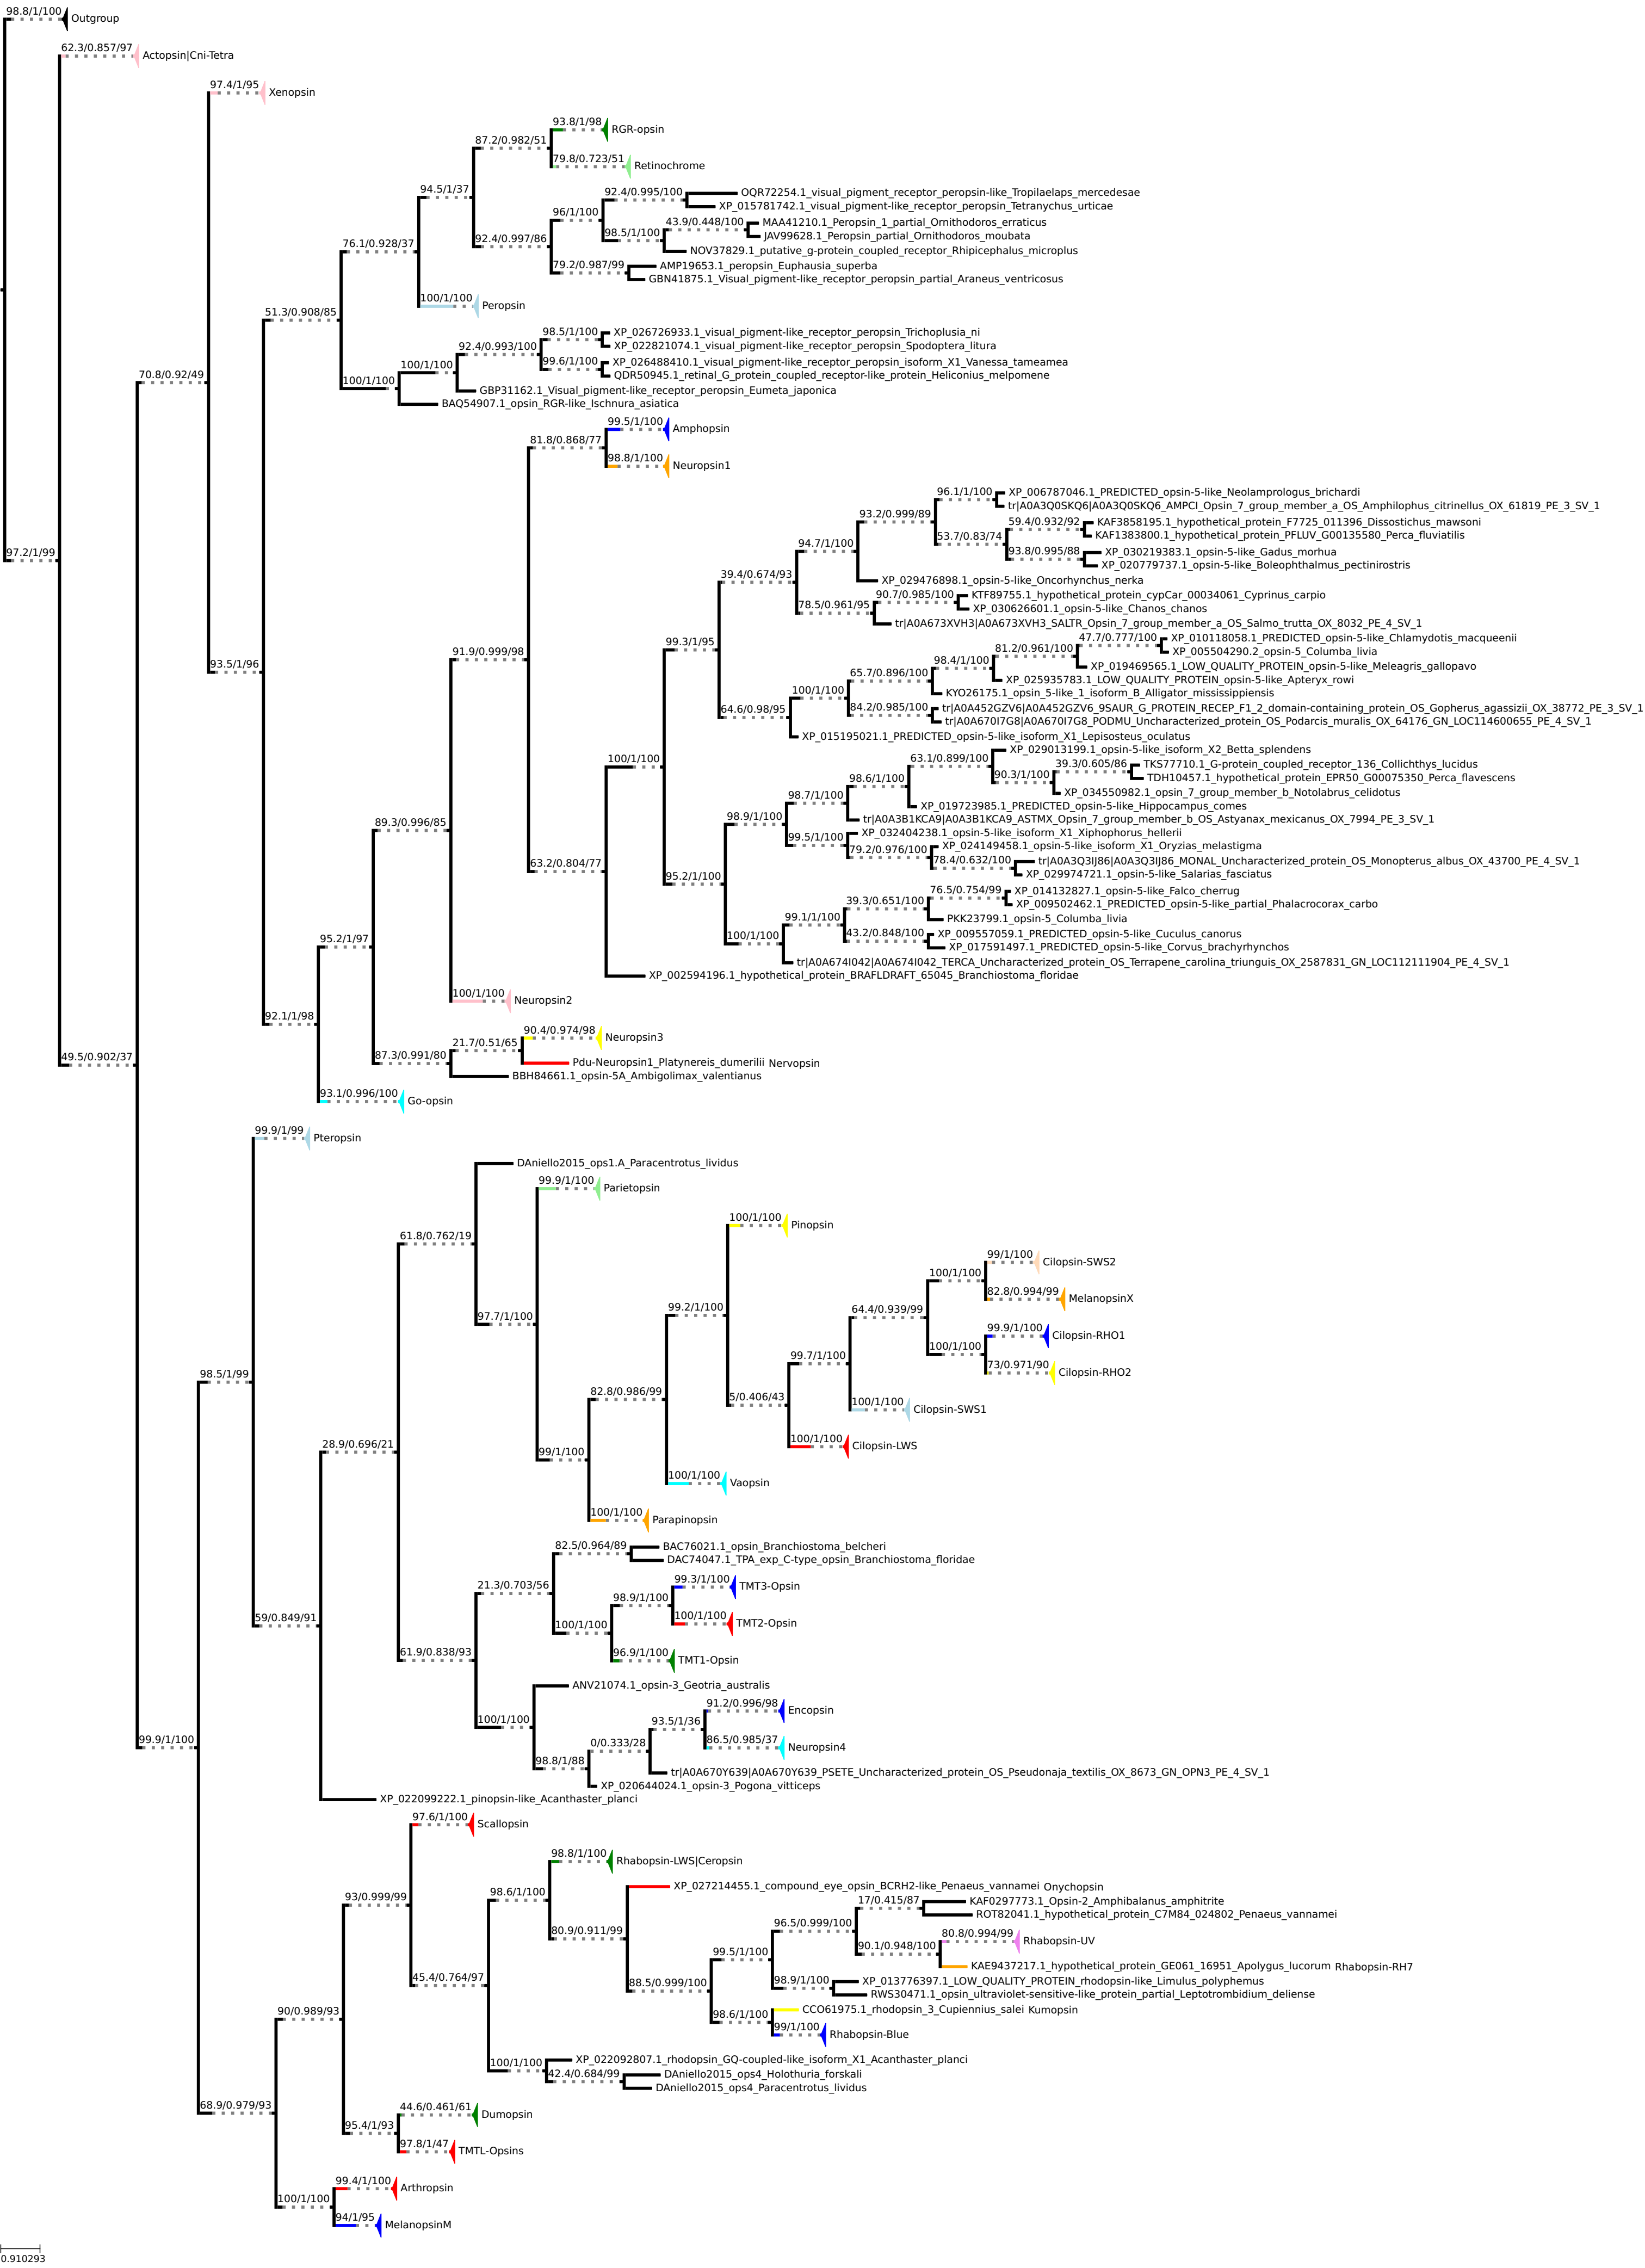 98.8/1/100 Outgroup
62.3/0.857/97 Actopsin|Cni-Tetra
97.4/1/95 Xenopsin
93.8/1/98 RGR-opsin
87.2/0.982/51
79.8/0.723/51 Retinochrome
94.5/1/37
92.4/0.995/100 OQR72254.1_visual_pigment_receptor_peropsin-like_Tropilaelaps_mercedesae
XP_015781742.1_visual_pigment-like_receptor_peropsin_Tetranychus_urticae
96/1/100
43.9/0.448/100 MAA41210.1_Peropsin_1_partial_Ornithodoros_erraticus
98.5/1/100 JAV99628.1_Peropsin_partial_Ornithodoros_moubata
92.4/0.997/86
76.1/0.928/37
NOV37829.1_putative_g-protein_coupled_receptor_Rhipicephalus_microplus
79.2/0.987/99 AMP19653.1_peropsin_Euphausia_superba
GBN41875.1_Visual_pigment-like_receptor_peropsin_partial_Araneus_ventricosus
100/1/100 Peropsin
51.3/0.908/85
98.5/1/100 XP_026726933.1_visual_pigment-like_receptor_peropsin_Trichoplusia_ni
XP_022821074.1_visual_pigment-like_receptor_peropsin_Spodoptera_litura
92.4/0.993/100
99.6/1/100 XP_026488410.1_visual_pigment-like_receptor_peropsin_isoform_X1_Vanessa_tameamea
100/1/100
QDR50945.1_retinal_G_protein_coupled_receptor-like_protein_Heliconius_melpomene
100/1/100
GBP31162.1_Visual_pigment-like_receptor_peropsin_Eumeta_japonica
70.8/0.92/49
BAQ54907.1_opsin_RGR-like_Ischnura_asiatica
99.5/1/100 Amphopsin
81.8/0.868/77
98.8/1/100 Neuropsin1
96.1/1/100 XP_006787046.1_PREDICTED_opsin-5-like_Neolamprologus_brichardi
tr|A0A3Q0SKQ6|A0A3Q0SKQ6_AMPCI_Opsin_7_group_member_a_OS_Amphilophus_citrinellus_OX_61819_PE_3_SV_1
93.2/0.999/89
59.4/0.932/92 KAF3858195.1_hypothetical_protein_F7725_011396_Dissostichus_mawsoni
53.7/0.83/74 KAF1383800.1_hypothetical_protein_PFLUV_G00135580_Perca_fluviatilis
94.7/1/100
93.8/0.995/88 XP_030219383.1_opsin-5-like_Gadus_morhua
97.2/1/99
XP_020779737.1_opsin-5-like_Boleophthalmus_pectinirostris
39.4/0.674/93
XP_029476898.1_opsin-5-like_Oncorhynchus_nerka
90.7/0.985/100 KTF89755.1_hypothetical_protein_cypCar_00034061_Cyprinus_carpio
78.5/0.961/95 XP_030626601.1_opsin-5-like_Chanos_chanos
tr|A0A673XVH3|A0A673XVH3_SALTR_Opsin_7_group_member_a_OS_Salmo_trutta_OX_8032_PE_4_SV_1
99.3/1/95
47.7/0.777/100 XP_010118058.1_PREDICTED_opsin-5-like_Chlamydotis_macqueenii
81.2/0.961/100 XP_005504290.2_opsin-5_Columba_livia
91.9/0.999/98
98.4/1/100 XP_019469565.1_LOW_QUALITY_PROTEIN_opsin-5-like_Meleagris_gallopavo
93.5/1/96
65.7/0.896/100 XP_025935783.1_LOW_QUALITY_PROTEIN_opsin-5-like_Apteryx_rowi
100/1/100 KYO26175.1_opsin_5-like_1_isoform_B_Alligator_mississippiensis
64.6/0.98/95 84.2/0.985/100 tr|A0A452GZV6|A0A452GZV6_9SAUR_G_PROTEIN_RECEP_F1_2_domain-containing_protein_OS_Gopherus_agassizii_OX_38772_PE_3_SV_1
tr|A0A670I7G8|A0A670I7G8_PODMU_Uncharacterized_protein_OS_Podarcis_muralis_OX_64176_GN_LOC114600655_PE_4_SV_1
XP_015195021.1_PREDICTED_opsin-5-like_isoform_X1_Lepisosteus_oculatus
100/1/100
XP_029013199.1_opsin-5-like_isoform_X2_Betta_splendens
63.1/0.899/100
39.3/0.605/86 TKS77710.1_G-protein_coupled_receptor_136_Collichthys_lucidus
90.3/1/100 TDH10457.1_hypothetical_protein_EPR50_G00075350_Perca_flavescens
98.6/1/100
XP_034550982.1_opsin_7_group_member_b_Notolabrus_celidotus
98.7/1/100
XP_019723985.1_PREDICTED_opsin-5-like_Hippocampus_comes
98.9/1/100
tr|A0A3B1KCA9|A0A3B1KCA9_ASTMX_Opsin_7_group_member_b_OS_Astyanax_mexicanus_OX_7994_PE_3_SV_1
89.3/0.996/85
XP_032404238.1_opsin-5-like_isoform_X1_Xiphophorus_hellerii
99.5/1/100
XP_024149458.1_opsin-5-like_isoform_X1_Oryzias_melastigma
79.2/0.976/100
63.2/0.804/77
78.4/0.632/100 tr|A0A3Q3IJ86|A0A3Q3IJ86_MONAL_Uncharacterized_protein_OS_Monopterus_albus_OX_43700_PE_4_SV_1
XP_029974721.1_opsin-5-like_Salarias_fasciatus
95.2/1/100
76.5/0.754/99 XP_014132827.1_opsin-5-like_Falco_cherrug
39.3/0.651/100 XP_009502462.1_PREDICTED_opsin-5-like_partial_Phalacrocorax_carbo
99.1/1/100 PKK23799.1_opsin-5_Columba_livia
95.2/1/97
100/1/100 43.2/0.848/100 XP_009557059.1_PREDICTED_opsin-5-like_Cuculus_canorus
XP_017591497.1_PREDICTED_opsin-5-like_Corvus_brachyrhynchos
tr|A0A674I042|A0A674I042_TERCA_Uncharacterized_protein_OS_Terrapene_carolina_triunguis_OX_2587831_GN_LOC112111904_PE_4_SV_1
XP_002594196.1_hypothetical_protein_BRAFLDRAFT_65045_Branchiostoma_floridae
100/1/100 Neuropsin2
92.1/1/98
90.4/0.974/98 Neuropsin3
21.7/0.51/65
87.3/0.991/80
49.5/0.902/37
Pdu-Neuropsin1_Platynereis_dumerilii Nervopsin
BBH84661.1_opsin-5A_Ambigolimax_valentianus
93.1/0.996/100 Go-opsin
99.9/1/99 Pteropsin
DAniello2015_ops1.A_Paracentrotus_lividus
99.9/1/100 Parietopsin
100/1/100 Pinopsin
61.8/0.762/19
99/1/100 Cilopsin-SWS2
100/1/100
82.8/0.994/99 MelanopsinX
99.2/1/100
64.4/0.939/99
97.7/1/100
99.9/1/100 Cilopsin-RHO1
100/1/100
99.7/1/100
73/0.971/90 Cilopsin-RHO2
98.5/1/99
82.8/0.986/99
5/0.406/43
100/1/100 Cilopsin-SWS1
100/1/100 Cilopsin-LWS
28.9/0.696/21
99/1/100
100/1/100 Vaopsin
100/1/100 Parapinopsin
82.5/0.964/89 BAC76021.1_opsin_Branchiostoma_belcheri
DAC74047.1_TPA_exp_C-type_opsin_Branchiostoma_floridae
21.3/0.703/56
99.3/1/100 TMT3-Opsin
98.9/1/100
59/0.849/91
100/1/100
100/1/100 TMT2-Opsin
61.9/0.838/93
96.9/1/100 TMT1-Opsin
ANV21074.1_opsin-3_Geotria_australis
91.2/0.996/98 Encopsin
100/1/100
93.5/1/36
99.9/1/100
0/0.333/28
86.5/0.985/37 Neuropsin4
98.8/1/88
tr|A0A670Y639|A0A670Y639_PSETE_Uncharacterized_protein_OS_Pseudonaja_textilis_OX_8673_GN_OPN3_PE_4_SV_1
XP_020644024.1_opsin-3_Pogona_vitticeps
XP_022099222.1_pinopsin-like_Acanthaster_planci
97.6/1/100 Scallopsin
98.8/1/100 Rhabopsin-LWS|Ceropsin
XP_027214455.1_compound_eye_opsin_BCRH2-like_Penaeus_vannamei Onychopsin
93/0.999/99
98.6/1/100
17/0.415/87 KAF0297773.1_Opsin-2_Amphibalanus_amphitrite
ROT82041.1_hypothetical_protein_C7M84_024802_Penaeus_vannamei
96.5/0.999/100
80.9/0.911/99
80.8/0.994/99 Rhabopsin-UV
90.1/0.948/100
99.5/1/100
KAE9437217.1_hypothetical_protein_GE061_16951_Apolygus_lucorum Rhabopsin-RH7
45.4/0.764/97
88.5/0.999/100
98.9/1/100 XP_013776397.1_LOW_QUALITY_PROTEIN_rhodopsin-like_Limulus_polyphemus
RWS30471.1_opsin_ultraviolet-sensitive-like_protein_partial_Leptotrombidium_deliense
CCO61975.1_rhodopsin_3_Cupiennius_salei Kumopsin
98.6/1/100
90/0.989/93
99/1/100 Rhabopsin-Blue
XP_022092807.1_rhodopsin_GQ-coupled-like_isoform_X1_Acanthaster_planci
100/1/100
42.4/0.684/99 DAniello2015_ops4_Holothuria_forskali
DAniello2015_ops4_Paracentrotus_lividus
68.9/0.979/93
44.6/0.461/61 Dumopsin
95.4/1/93
97.8/1/47 TMTL-Opsins
99.4/1/100 Arthropsin
100/1/100
94/1/95 MelanopsinM
0.910293